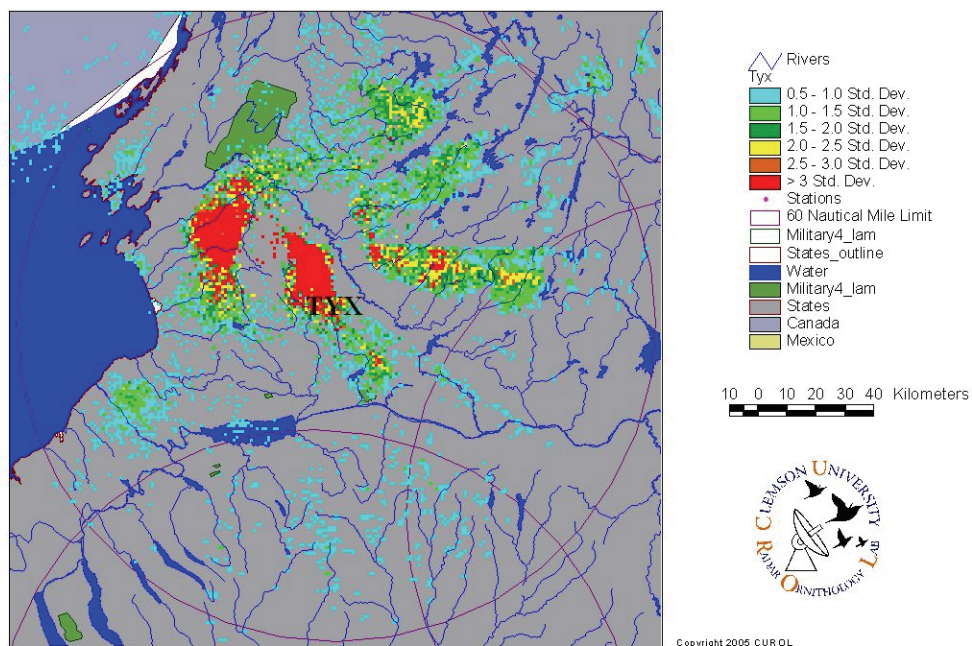 TYX
Rivers
Tyx
0.5 - 1.0 Std. Dev.
1.0 - 1.5 Std. Dev.
1.5 - 2.0 Std. Dev.
2.0 - 2.5 Std. Dev.
2.5 - 3.0 Std. Dev.
> 3 Std. Dev.
Stations
60 Nautical Mile Limit
Military4_lam
States_outline
Water
Military4_lam
States
Canada
Mexico
10 0 10 20 30 40 Kilometers
CLEMSON UNIVERSITY
RADAR ORNITHOLOGY LAB
Copyright 2005 CUROL